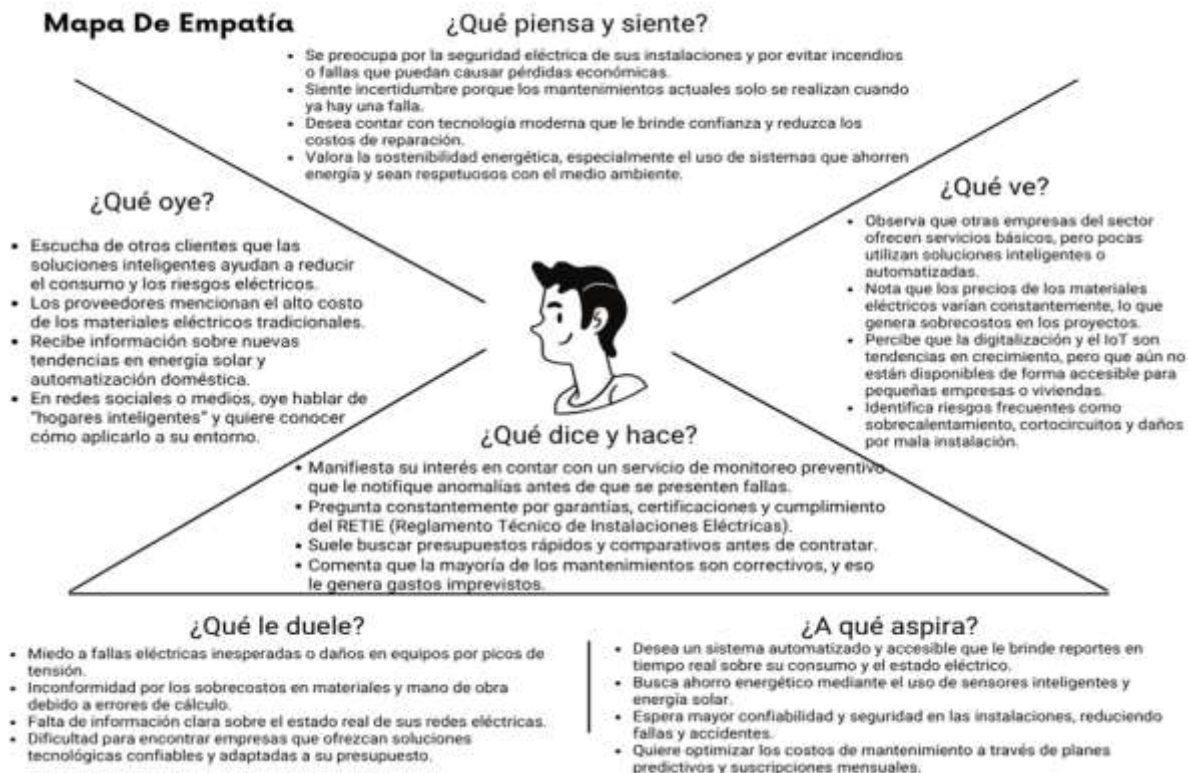 Mapa De Empatía
¿Qué piensa y siente?
• Se preocupa por la seguridad eléctrica de sus instalaciones y por evitar incendios
o fallas que puedan causar pérdidas económicas.
• Siente incertidumbre porque los mantenimientos actuales solo se realizan cuando
ya hay una falla.
• Desea contar con tecnología moderna que le brinde confianza y reduzca los
costos de reparación.
• Valora la sostenibilidad energética, especialmente el uso de sistemas que ahorren
energía y sean respetuosos con el medio ambiente.
¿Qué oye?
• Escucha de otros clientes que las
soluciones inteligentes ayudan a reducir
el consumo y los riesgos eléctricos.
• Los proveedores mencionan el alto costo
de los materiales eléctricos tradicionales.
• Recibe información sobre nuevas
tendencias en energía solar y
automatización doméstica.
• En redes sociales o medios, oye hablar de
"hogares inteligentes" y quiere conocer
cómo aplicarlo a su entorno.
¿Qué ve?
• Observa que otras empresas del sector
ofrecen servicios básicos, pero pocas
utilizan soluciones inteligentes o
automatizadas.
• Nota que los precios de los materiales
eléctricos varían constantemente, lo que
genera sobrecostos en los proyectos.
• Percibe que la digitalización y el IoT son
tendencias en crecimiento, pero que aún no
están disponibles de forma accesible para
pequeñas empresas o viviendas.
• Identifica riesgos frecuentes como
sobrecalentamiento, cortocircuitos y daños
por mala instalación.
¿Qué dice y hace?
• Manifiesta su interés en contar con un servicio de monitoreo preventivo
que le notifique anomalías antes de que se presenten fallas.
• Pregunta constantemente por garantías, certificaciones y cumplimiento
del RETIE (Reglamento Técnico de Instalaciones Eléctricas).
• Suele buscar presupuestos rápidos y comparativos antes de contratar.
• Comenta que la mayoría de los mantenimientos son correctivos, y eso
le genera gastos imprevistos.
¿Qué le duele?
• Miedo a fallas eléctricas inesperadas o daños en equipos por picos de
tensión.
• Inconformidad por los sobrecostos en materiales y mano de obra
debido a errores de cálculo.
• Falta de información clara sobre el estado real de sus redes eléctricas.
• Dificultad para encontrar empresas que ofrezcan soluciones
tecnológicas confiables y adaptadas a su presupuesto.
¿A qué aspira?
• Desea un sistema automatizado y accesible que le brinde reportes en
tiempo real sobre su consumo y el estado eléctrico.
• Busca ahorro energético mediante el uso de sensores inteligentes y
energía solar.
• Espera mayor confiabilidad y seguridad en las instalaciones, reduciendo
fallas y accidentes.
• Quiere optimizar los costos de mantenimiento a través de planes
predictivos y suscripciones mensuales.